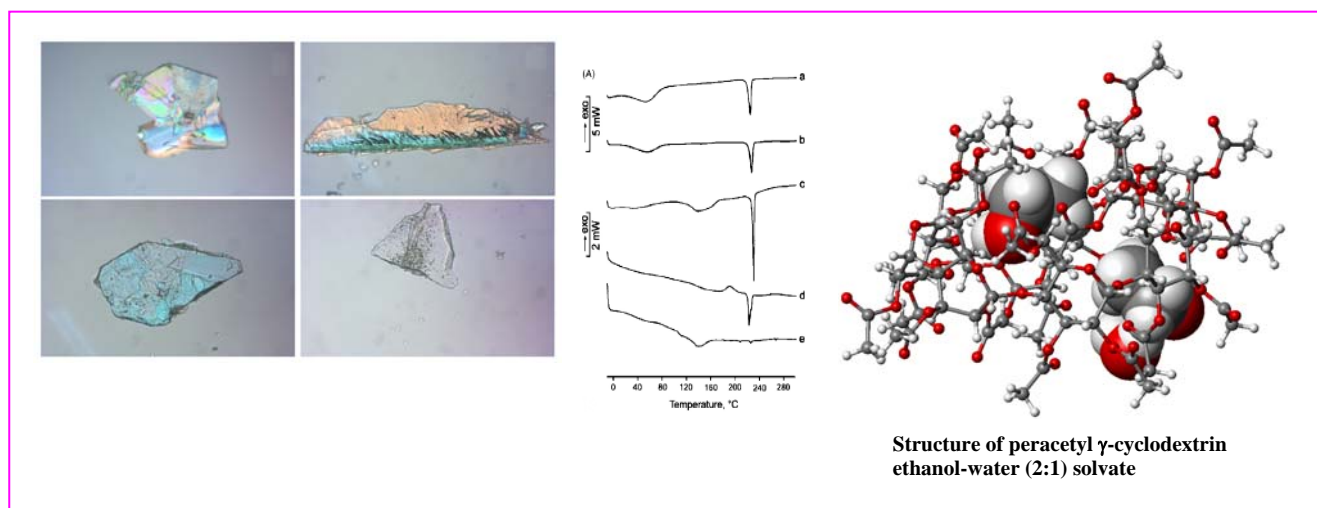 (A)
exo
5 mW
exo
2 mW
a
b
c
d
e
0 40 80 120 160 200 240 280
Temperature, °C
Structure of peracetyl γ-cyclodextrin
ethanol-water (2:1) solvate